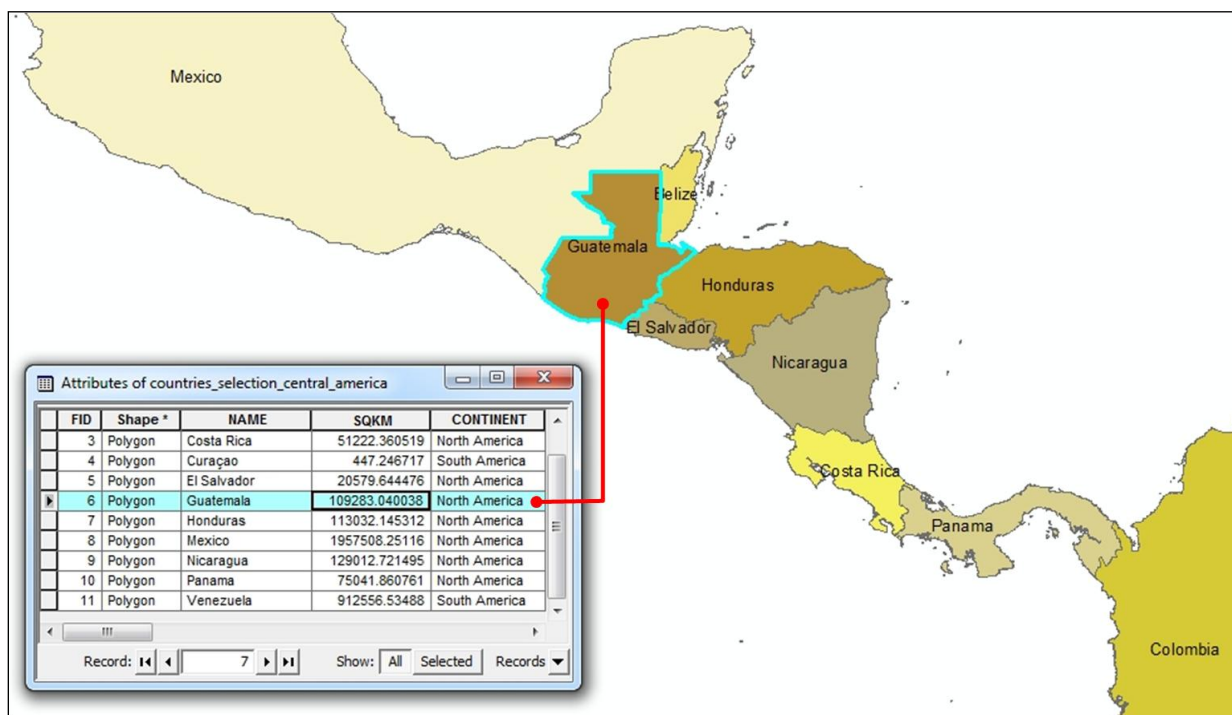 Mexico
Belize
Guatemala
Honduras
El Salvador
Nicaragua
Costa Rica
Panama
Colombia
Attributes of countries_selection_central_america
FID Shape * NAME SQKM CONTINENT
3 Polygon Costa Rica 51222.360519 North America
4 Polygon Curaçao 447.246717 South America
5 Polygon El Salvador 20579.644476 North America
6 Polygon Guatemala 109283.040038 North America
7 Polygon Honduras 113032.145312 North America
8 Polygon Mexico 1957508.25116 North America
9 Polygon Nicaragua 129012.721495 North America
10 Polygon Panama 75041.860761 North America
11 Polygon Venezuela 912556.53488 South America
Record: 7 Show: All Selected Records